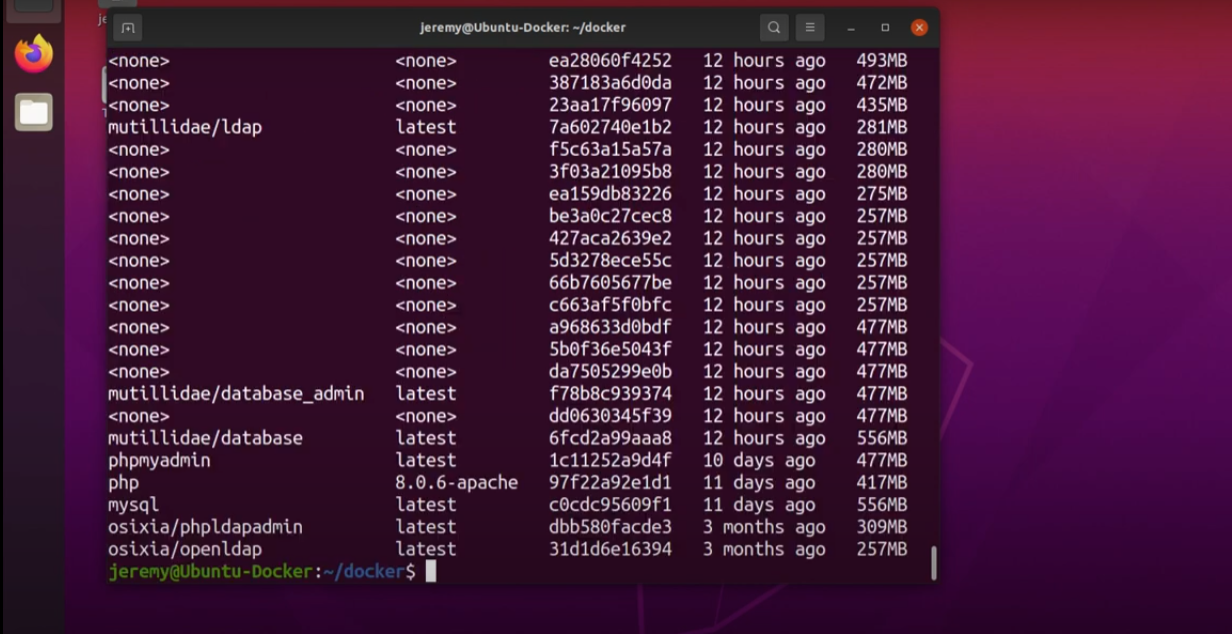 jeremy@Ubuntu-Docker: ~/docker
je
<none> <none> ea28060f4252 12 hours ago 493MB
<none> <none> 387183a6d0da 12 hours ago 472MB
<none> <none> 23aa17f96097 12 hours ago 435MB
mutillidae/ldap latest 7a602740e1b2 12 hours ago 281MB
<none> <none> f5c63a15a57a 12 hours ago 280MB
<none> <none> 3f03a21095b8 12 hours ago 280MB
<none> <none> ea159db83226 12 hours ago 275MB
<none> <none> be3a0c27cec8 12 hours ago 257MB
<none> <none> 427aca2639e2 12 hours ago 257MB
<none> <none> 5d3278ece55c 12 hours ago 257MB
<none> <none> 66b7605677be 12 hours ago 257MB
<none> <none> c663af5f0bfc 12 hours ago 257MB
<none> <none> a968633d0bdf 12 hours ago 477MB
<none> <none> 5b0f36e5043f 12 hours ago 477MB
<none> <none> da7505299e0b 12 hours ago 477MB
mutillidae/database_admin latest f78b8c939374 12 hours ago 477MB
<none> <none> dd0630345f39 12 hours ago 477MB
mutillidae/database latest 6fcd2a99aaa8 12 hours ago 556MB
phpmyadmin latest 1c11252a9d4f 10 days ago 477MB
php 8.0.6-apache 97f22a92e1d1 11 days ago 417MB
mysql latest c0cdc95609f1 11 days ago 556MB
osixia/phpldapadmin latest dbb580facde3 3 months ago 309MB
osixia/openldap latest 31d1d6e16394 3 months ago 257MB
jeremy@Ubuntu-Docker:~/docker$